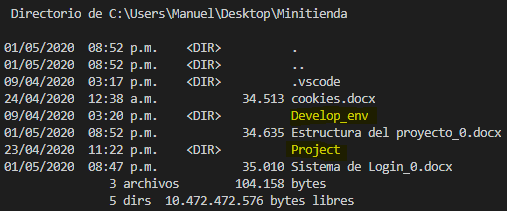 Directorio de C:\Users\Manuel\Desktop\Minitienda
01/05/2020 08:52 p.m. <DIR> .
01/05/2020 08:52 p.m. <DIR> ..
09/04/2020 03:17 p.m. <DIR> .vscode
24/04/2020 12:38 a.m. 34.513 cookies.docx
09/04/2020 03:20 p.m. <DIR> Develop_env
01/05/2020 08:52 p.m. 34.635 Estructura del proyecto_0.docx
23/04/2020 11:22 p.m. <DIR> Project
01/05/2020 08:47 p.m. 35.010 Sistema de Login_0.docx
3 archivos 104.158 bytes
5 dirs 10.472.472.576 bytes libres